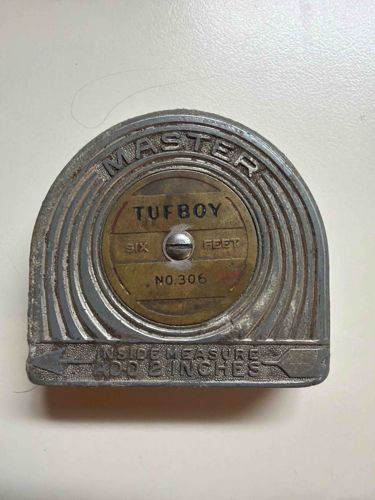 MASTER
TUFBOY
SIX FEET
NO.306
INSIDE MEASURE
ADD 2 INCHES